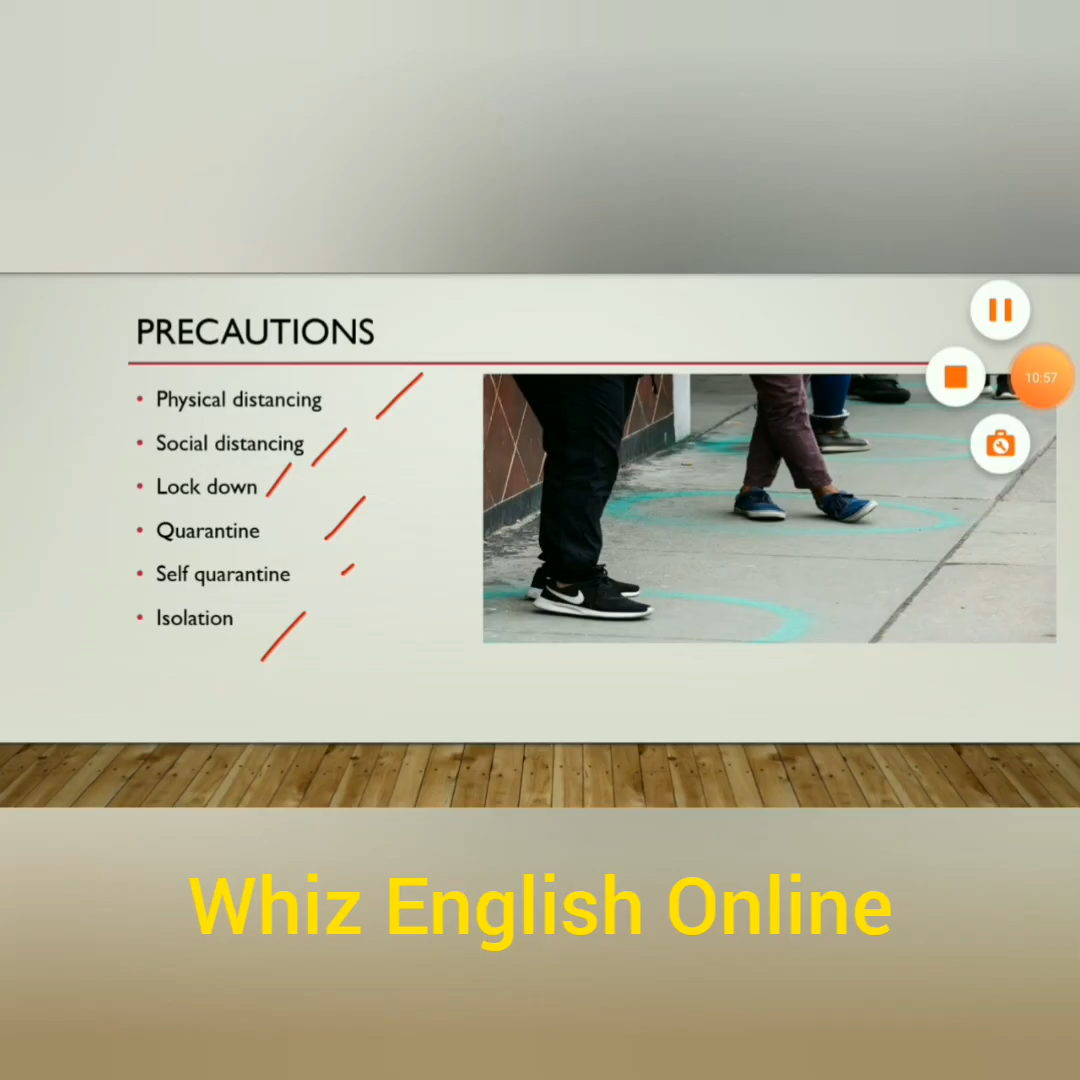 PRECAUTIONS
• Physical distancing
• Social distancing
• Lock down
• Quarantine
• Self quarantine
• Isolation
10:57
Whiz English Online